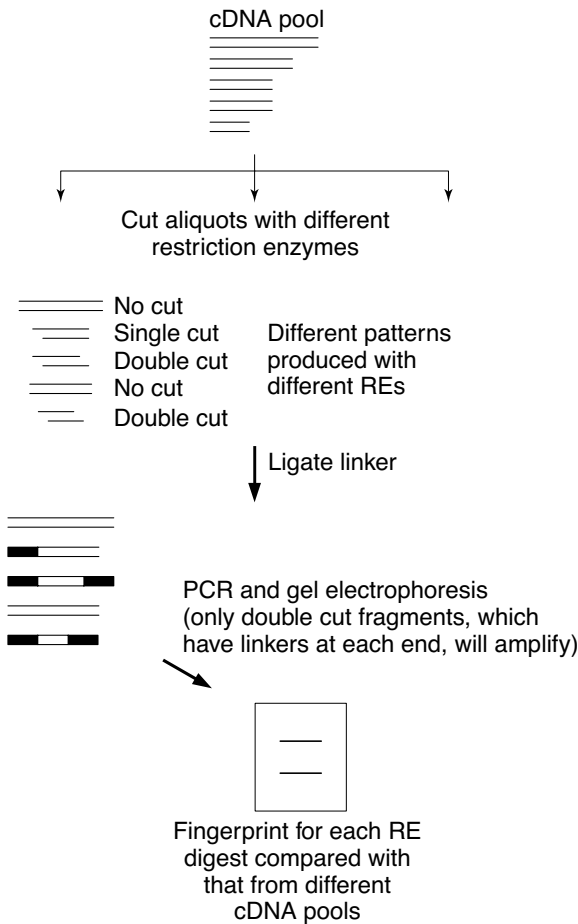 cDNA pool
Cut aliquots with different
restriction enzymes
No cut
Single cut
Double cut
No cut
Double cut
Different patterns
produced with
different REs
Ligate linker
PCR and gel electrophoresis
(only double cut fragments, which
have linkers at each end, will amplify)
Fingerprint for each RE
digest compared with
that from different
cDNA pools